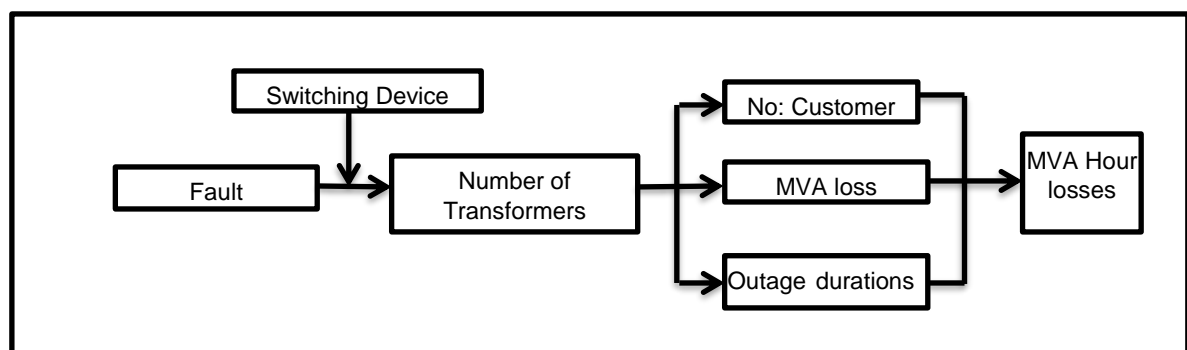 Switching Device
Fault
Number of
Transformers
No: Customer
MVA loss
Outage durations
MVA Hour
losses